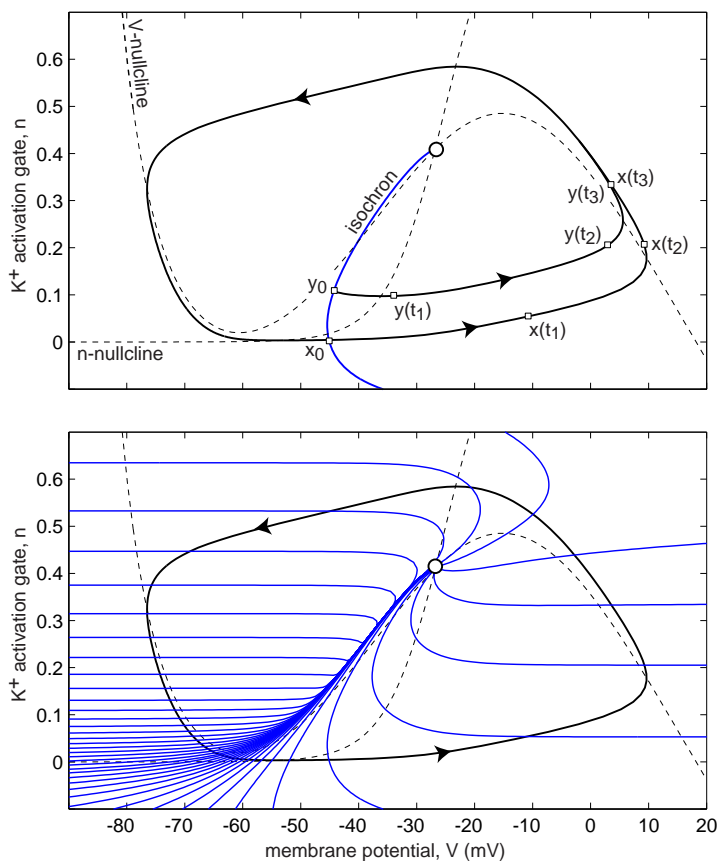 V-nullcline
0.6
0.5
0.4
0.3
0.2
0.1
0
K+ activation gate, n
isochron
x(t3)
y(t3)
y(t2)
x(t2)
y0
y(t1)
x(t1)
x0
n-nullcline
0.6
0.5
0.4
0.3
0.2
0.1
0
K+ activation gate, n
-80 -70 -60 -50 -40 -30 -20 -10 0 10 20
membrane potential, V (mV)